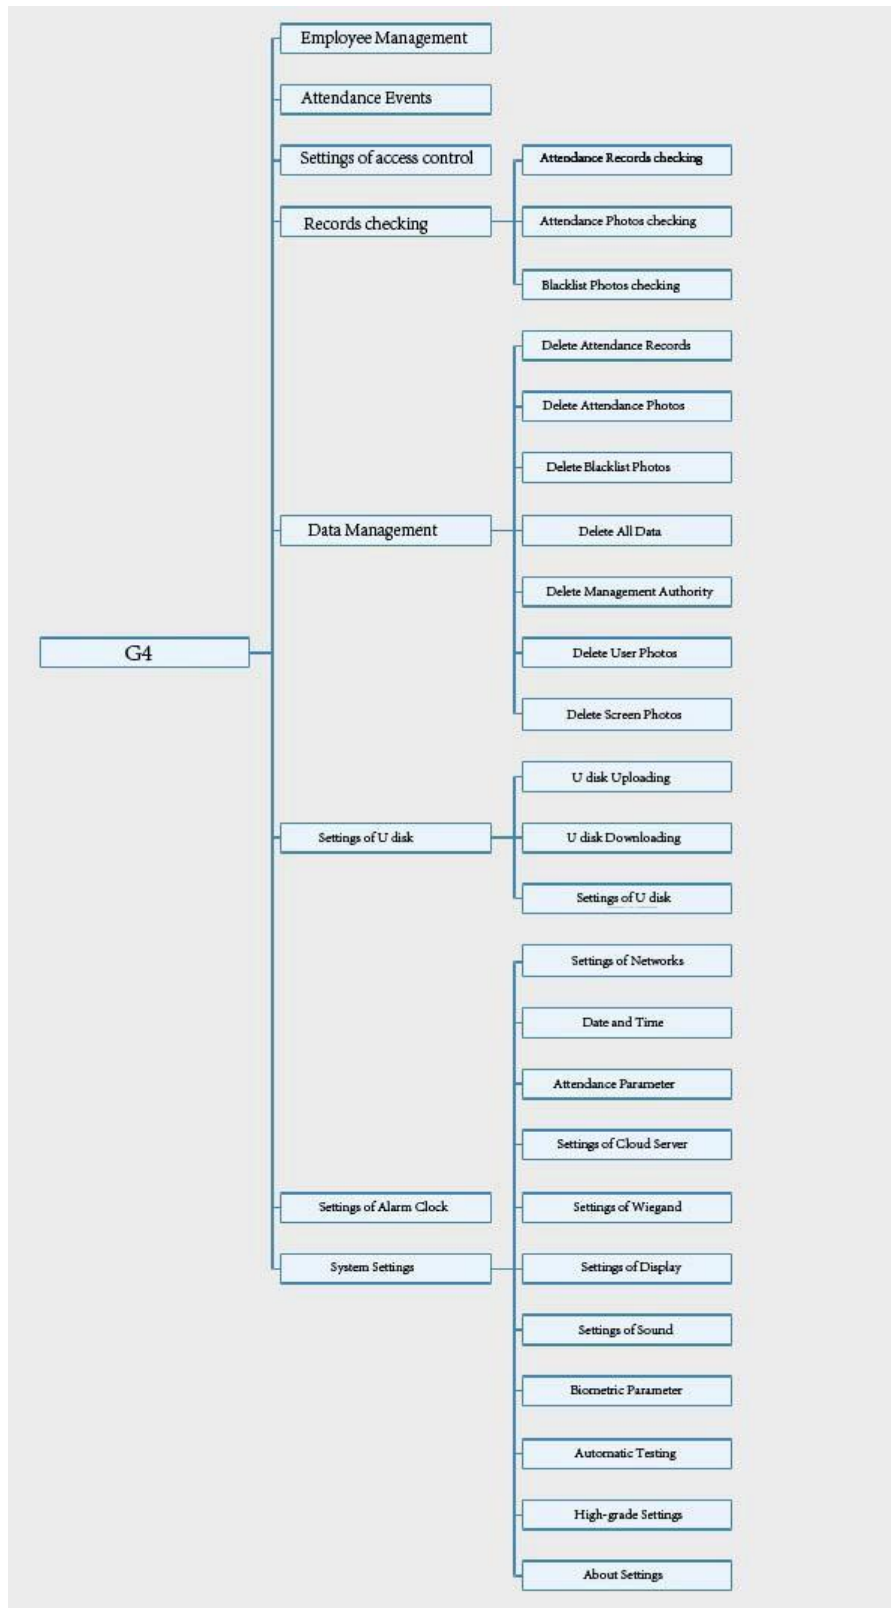 Employee Management
Attendance Events
Settings of access control
Attendance Records checking
Records checking
Attendance Photos checking
Blacklist Photos checking
Delete Attendance Records
Delete Attendance Photos
Delete Blacklist Photos
Data Management
Delete All Data
Delete Management Authority
G4
Delete User Photos
Delete Screen Photos
U disk Uploading
Settings of U disk
U disk Downloading
Settings of U disk
Settings of Networks
Date and Time
Attendance Parameter
Settings of Cloud Server
Settings of Alarm Clock
Settings of Wiegand
System Settings
Settings of Display
Settings of Sound
Biometric Parameter
Automatic Testing
High-grade Settings
About Settings